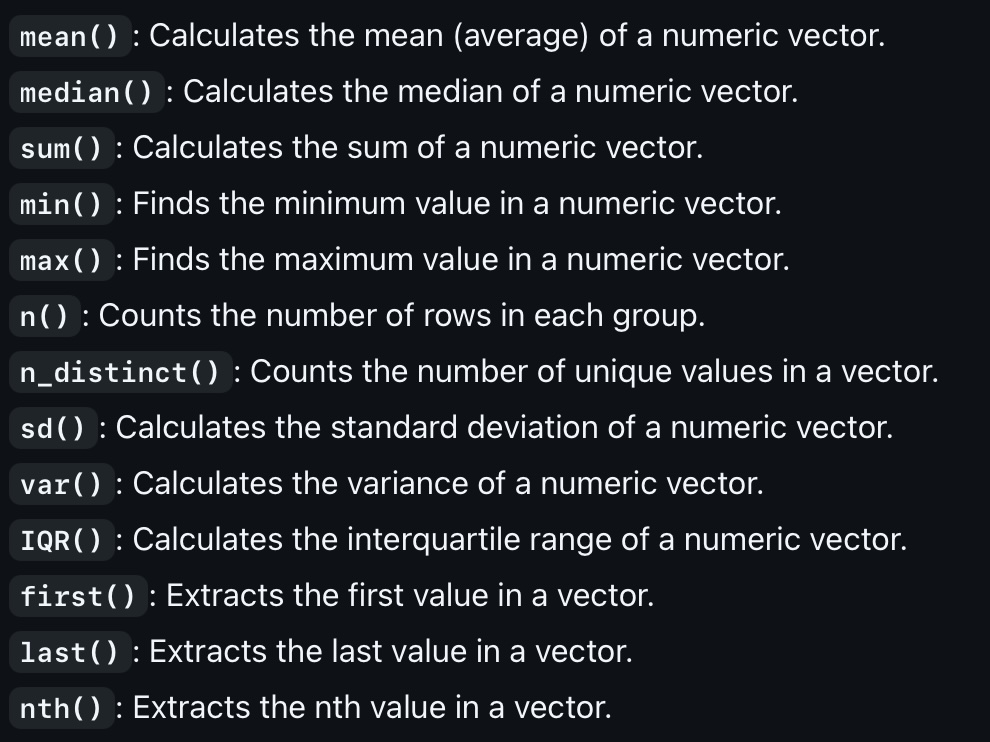 mean(): Calculates the mean (average) of a numeric vector.
median(): Calculates the median of a numeric vector.
sum(): Calculates the sum of a numeric vector.
min(): Finds the minimum value in a numeric vector.
max(): Finds the maximum value in a numeric vector.
n(): Counts the number of rows in each group.
n_distinct(): Counts the number of unique values in a vector.
sd(): Calculates the standard deviation of a numeric vector.
var(): Calculates the variance of a numeric vector.
IQR(): Calculates the interquartile range of a numeric vector.
first(): Extracts the first value in a vector.
last(): Extracts the last value in a vector.
nth(): Extracts the nth value in a vector.